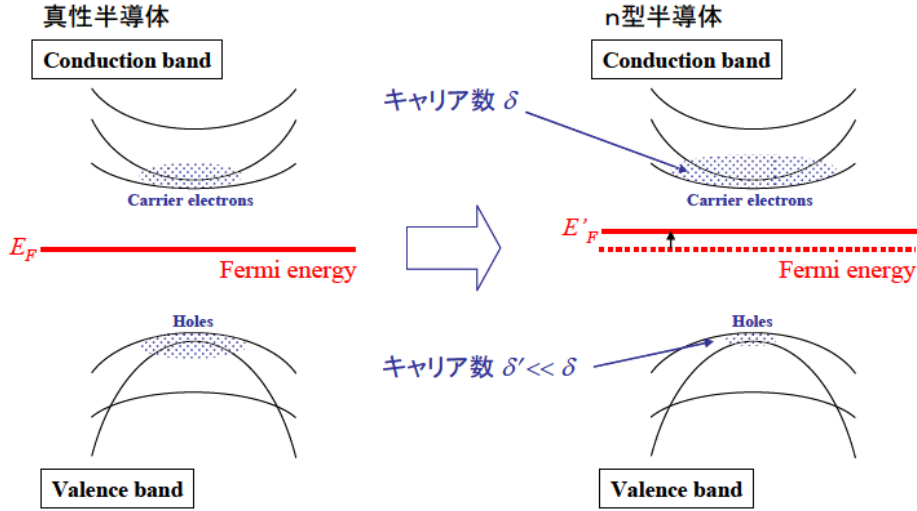 真性半導体
Conduction band
Carrier electrons
E_F
Fermi energy
Holes
Valence band
n型半導体
Conduction band
キャリア数 δ
Carrier electrons
E'_F
Fermi energy
Holes
キャリア数 δ′<< δ
Valence band